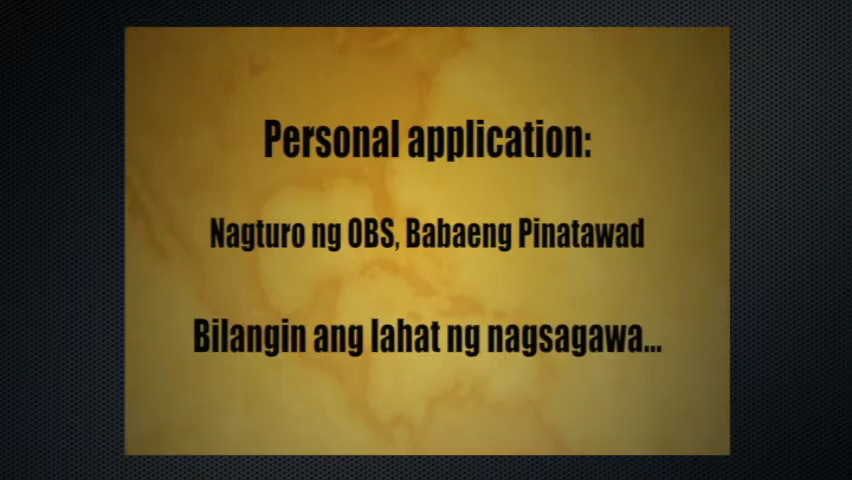 Personal application:
Nagturo ng OBS, Babaeng Pinatawad
Bilangin ang lahat ng nagsagawa...